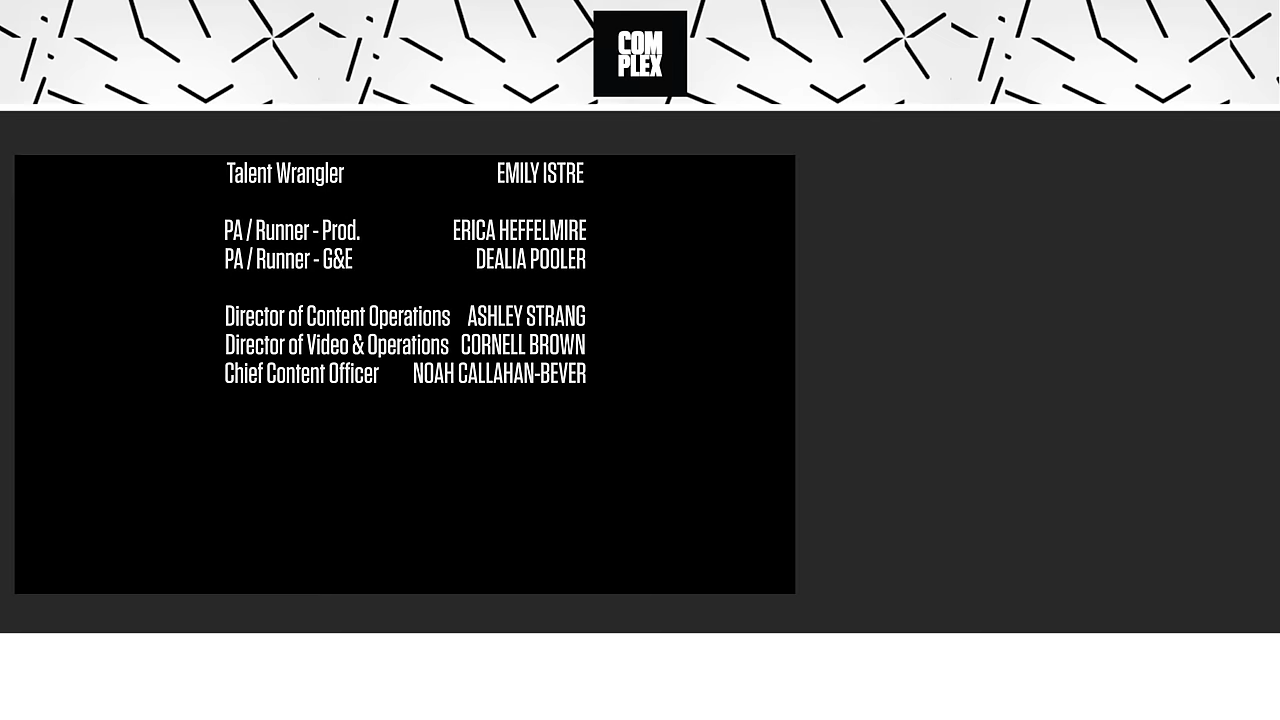 COM
PLEX
Talent Wrangler EMILY ISTRE
PA / Runner - Prod. ERICA HEFFELMIRE
PA / Runner - G&E DEALIA POOLER
Director of Content Operations ASHLEY STRANG
Director of Video & Operations CORNELL BROWN
Chief Content Officer NOAH CALLAHAN-BEVER